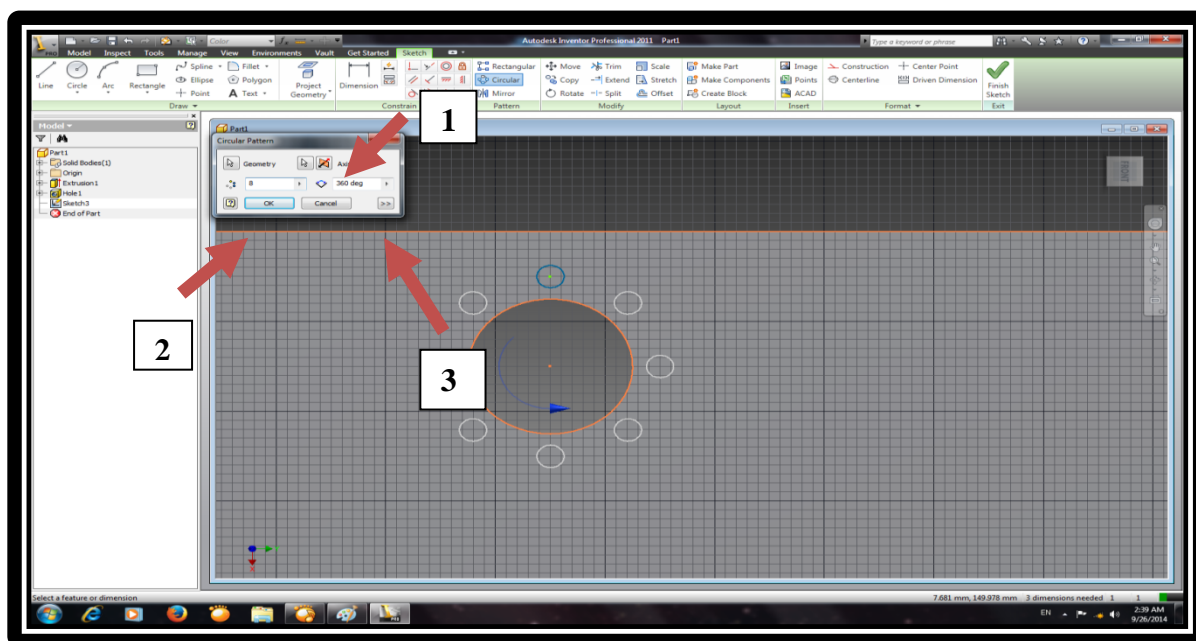 Color
Autodesk Inventor Professional 2011 Part1
Type a keyword or phrase
PRO Model Inspect Tools Manage View Environments Vault Get Started Sketch
Line Circle Arc Rectangle
Spline Fillet
Ellipse Polygon
Point A Text
Project Geometry
Dimension
Rectangular
Circular
Mirror
Move Trim Scale
Copy Extend Stretch
Rotate Split Offset
Make Part
Make Components
Create Block
Image
Points
ACAD
Construction Center Point
Centerline Driven Dimension
Finish Sketch
Draw Constrain Pattern Modify Layout Insert Format Exit
1
Model
Part1
Solid Bodies(1)
Origin
Extrusion1
Hole1
Sketch3
End of Part
Part1
Circular Pattern
Geometry
8 360 deg
OK Cancel >>
FRONT
2
3
X
Select a feature or dimension
7.681 mm, 149.978 mm 3 dimensions needed 1 1
PRO
EN
2:39 AM
9/26/2014